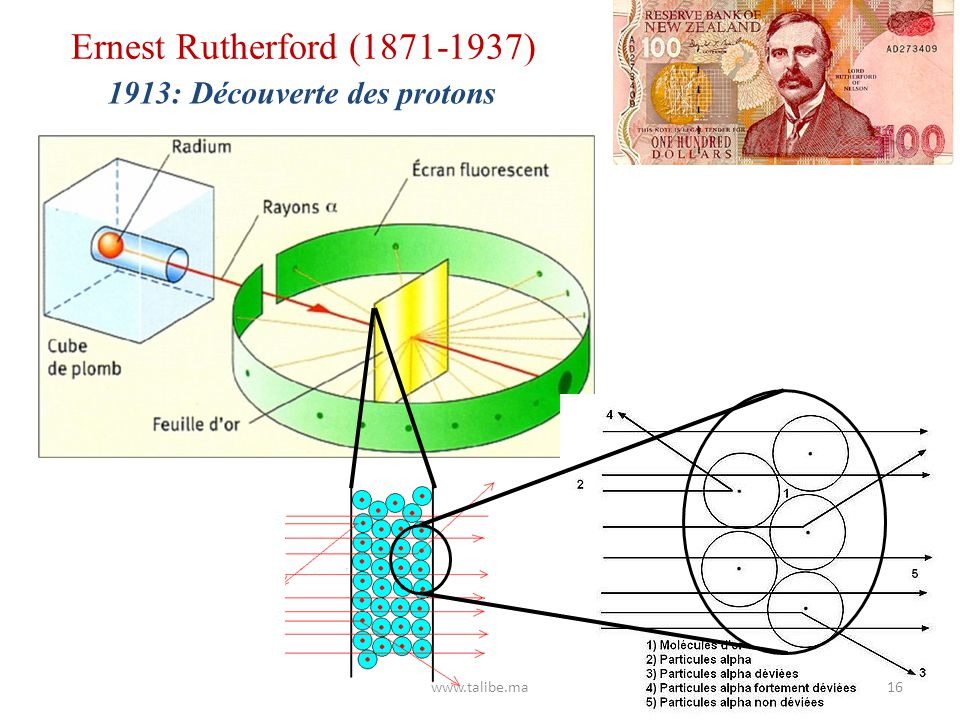 Ernest Rutherford (1871-1937)
1913: Découverte des protons
RESERVE BANK OF
NEW ZEALAND
100
AD273409
LORD
RUTHERFORD
OF
NELSON
THIS NOTE IS LEGAL TENDER FOR
ONE HUNDRED
DOLLARS
100
Radium
Écran fluorescent
Rayons α
Cube
de plomb
Feuille d'or
4
2
1
5
3
1) Molécules d'or
2) Particules alpha
3) Particules alpha déviées
4) Particules alpha fortement déviées
5) Particules alpha non déviées
www.talibe.ma
16